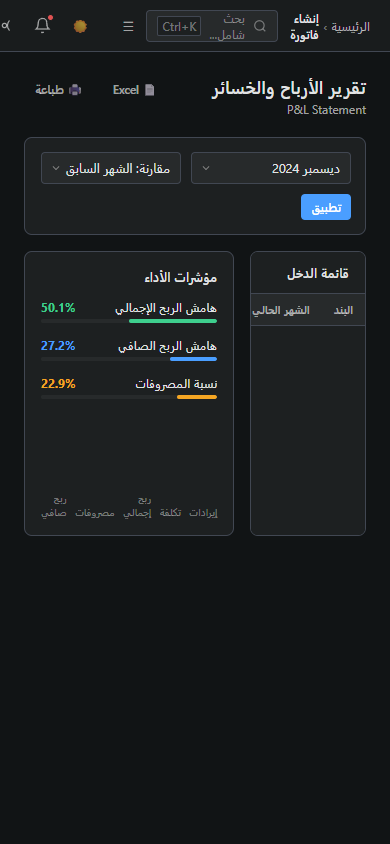 الرئيسية › إنشاء فاتورة
بحث شامل... Ctrl+K
تقرير الأرباح والخسائر
P&L Statement
Excel
طباعة
ديسمبر 2024
مقارنة: الشهر السابق
تطبيق
قائمة الدخل
البند الشهر الحالي
مؤشرات الأداء
هامش الربح الإجمالي 50.1%
هامش الربح الصافي 27.2%
نسبة المصروفات 22.9%
إيرادات تكلفة ربح إجمالي مصروفات ربح صافي